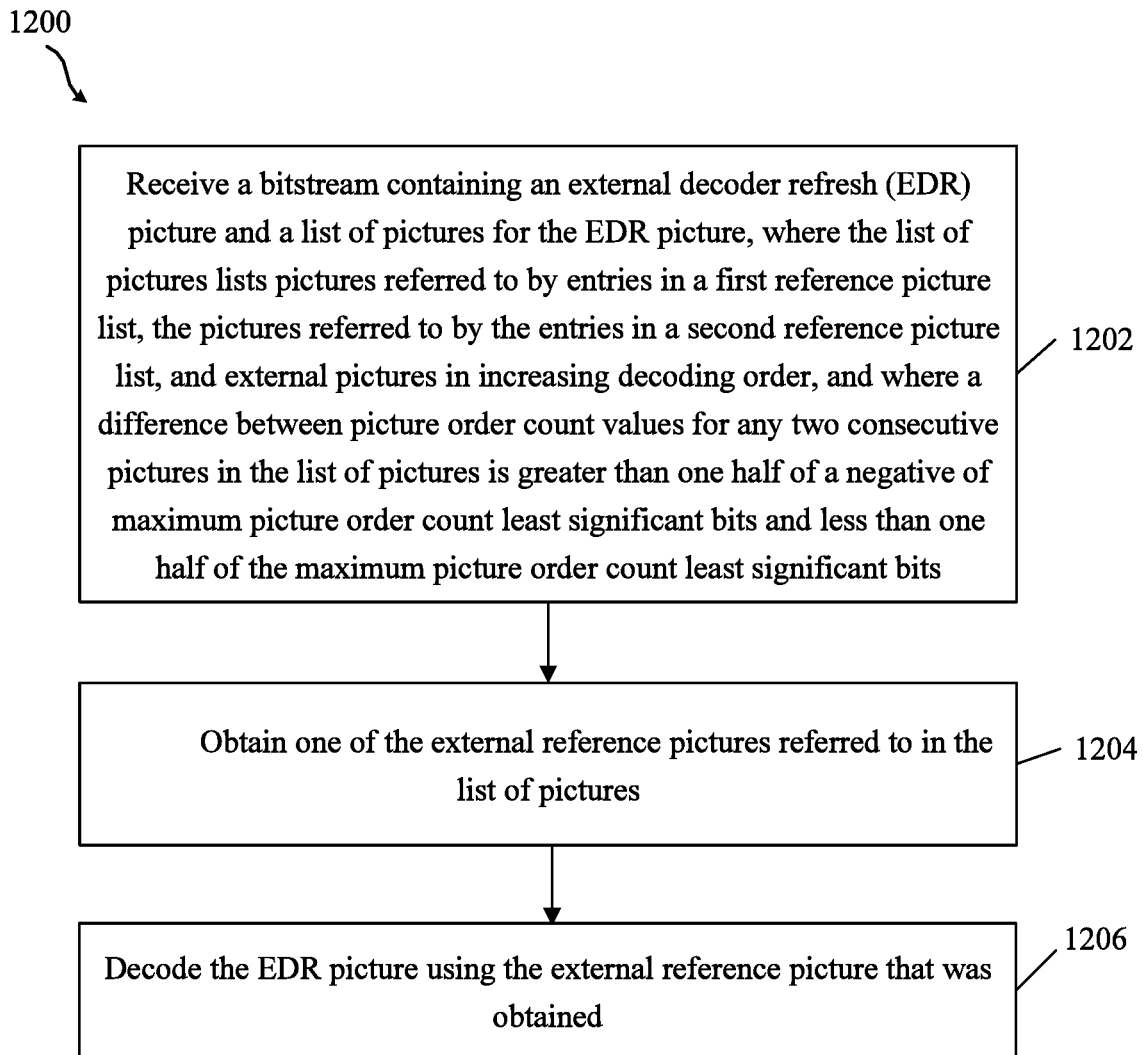 1200
Receive a bitstream containing an external decoder refresh (EDR)
picture and a list of pictures for the EDR picture, where the list of
pictures lists pictures referred to by entries in a first reference picture
list, the pictures referred to by the entries in a second reference picture
list, and external pictures in increasing decoding order, and where a
difference between picture order count values for any two consecutive
pictures in the list of pictures is greater than one half of a negative of
maximum picture order count least significant bits and less than one
half of the maximum picture order count least significant bits
1202
Obtain one of the external reference pictures referred to in the
list of pictures
1204
Decode the EDR picture using the external reference picture that was
obtained
1206